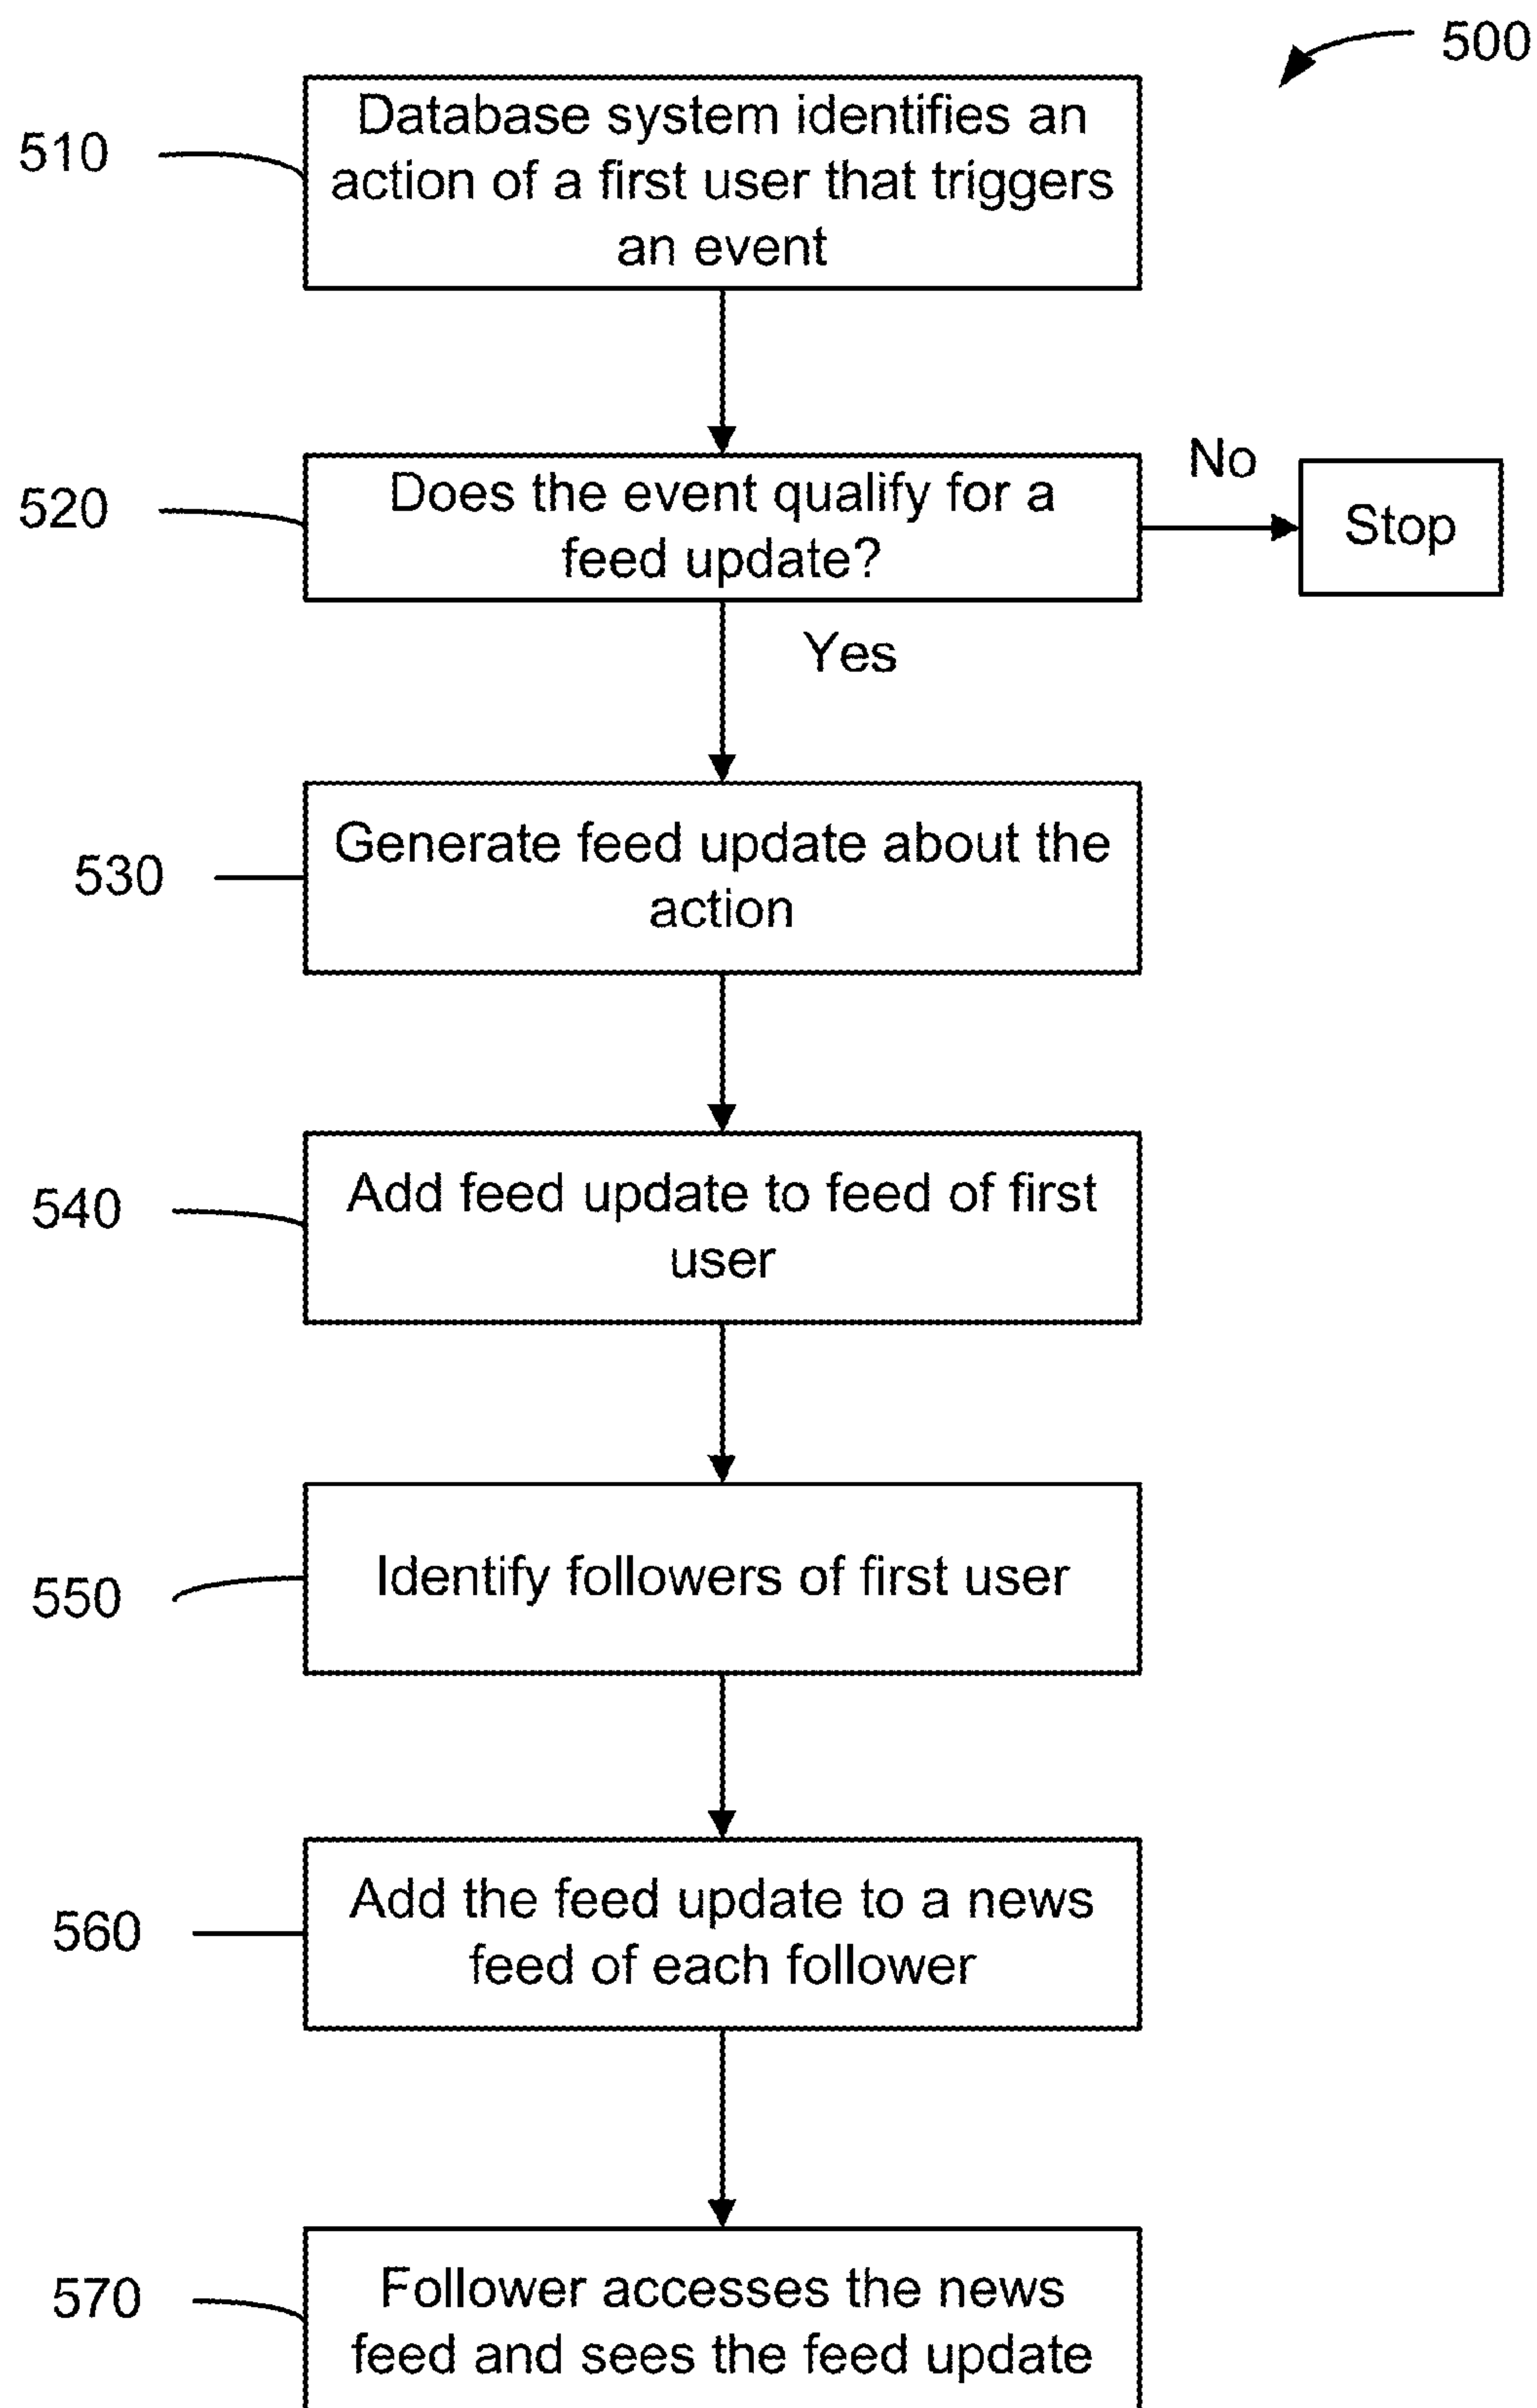 500
510
Database system identifies an
action of a first user that triggers
an event
520
Does the event qualify for a
feed update?
No
Stop
Yes
530
Generate feed update about the
action
540
Add feed update to feed of first
user
550
Identify followers of first user
560
Add the feed update to a news
feed of each follower
570
Follower accesses the news
feed and sees the feed update